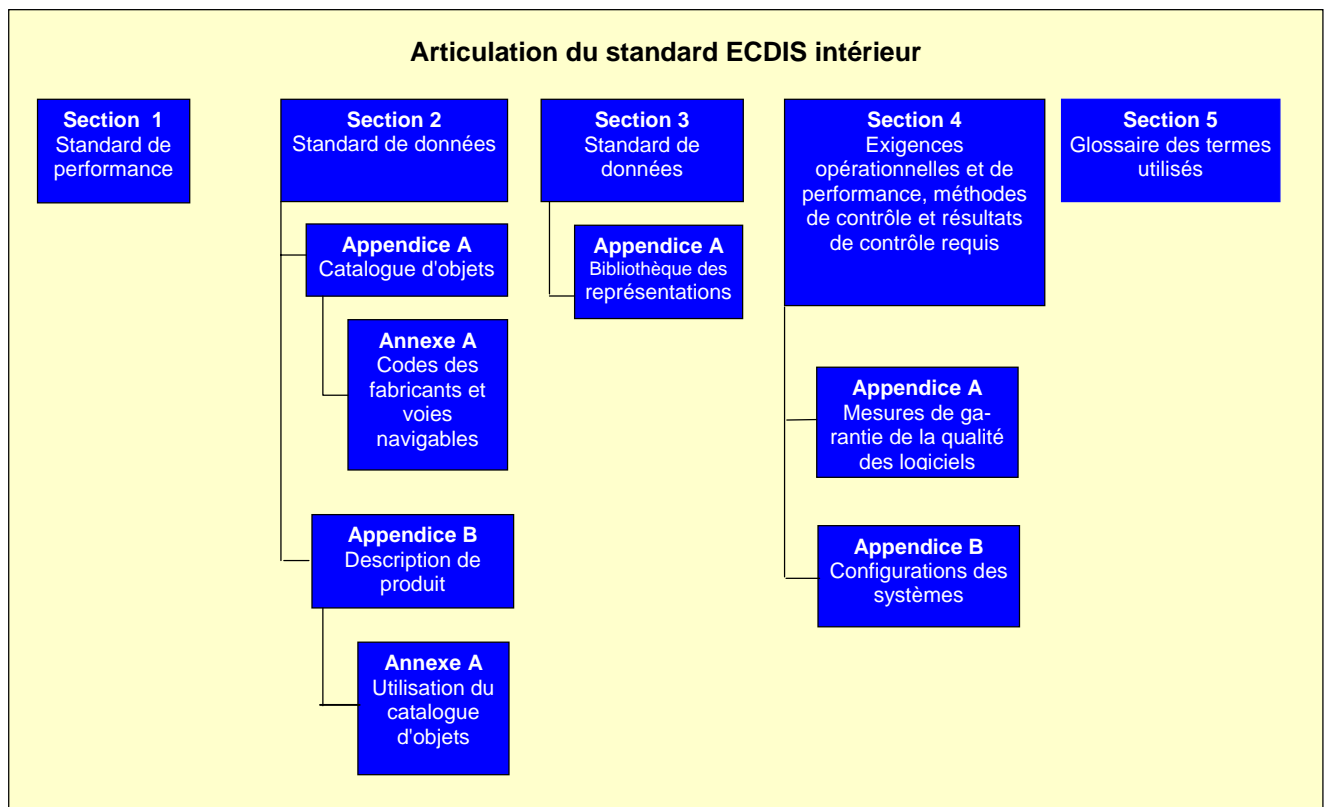 Articulation du standard ECDIS intérieur
Section 1
Standard de
performance
Section 2
Standard de données
Appendice A
Catalogue d'objets
Annexe A
Codes des
fabricants et
voies
navigables
Appendice B
Description de
produit
Annexe A
Utilisation du
catalogue
d'objets
Section 3
Standard de
données
Appendice A
Bibliothèque des
représentations
Section 4
Exigences
opérationnelles et de
performance, méthodes
de contrôle et résultats
de contrôle requis
Appendice A
Mesures de ga-
rantie de la qualité
des logiciels
Appendice B
Configurations des
systèmes
Section 5
Glossaire des termes
utilisés